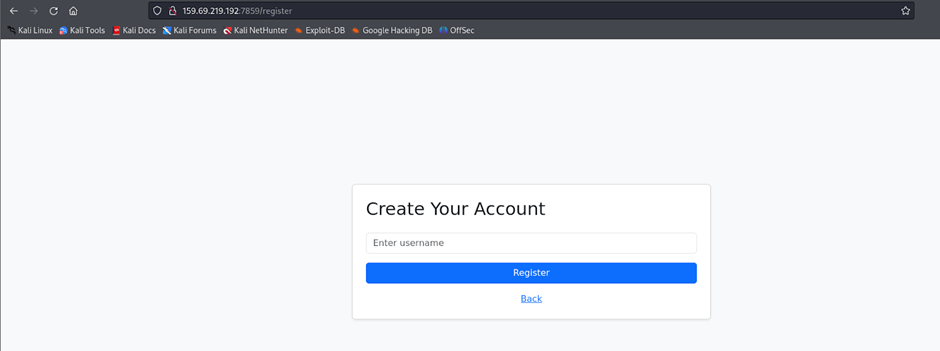 159.69.219.192:7859/register
Kali Linux Kali Tools Kali Docs Kali Forums Kali NetHunter Exploit-DB Google Hacking DB OffSec
Create Your Account
Enter username
Register
Back